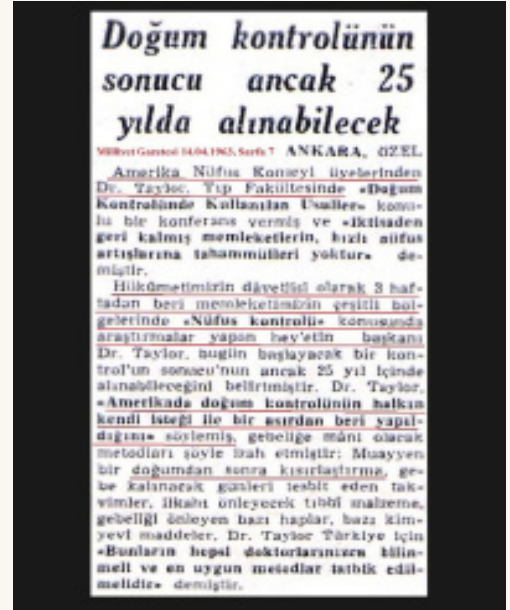 Doğum kontrolünün
sonucu ancak 25
yılda alınabilecek
Milliyet Gazetesi 14.04.1963, Sayfa 7 ANKARA, ÖZEL
Amerika Nüfus Konseyi üyelerinden
Dr. Taylor, Tıp Fakültesinde «Doğum
Kontrolünde Kullanılan Usuller» konu-
lu bir konferans vermiş ve «İktisaden
geri kalmış memleketlerin, hızlı nüfus
artışlarına tahammülleri yoktur» de-
miştir.
Hükûmetimizin dâvetlisi olarak 3 haf-
tadan beri memleketimizin çeşitli böl-
gelerinde «Nüfus kontrolü» konusunda
araştırmalar yapan hey'etin başkanı
Dr. Taylor, bugün başlayacak bir kon-
trol'un sonucu'nun ancak 25 yıl içinde
alınabileceğini belirtmiştir. Dr. Taylor,
«Amerikada doğum kontrolünün halkın
kendi isteği ile bir asırdan beri yapıl-
dığını» söylemiş, gebeliğe mâni olacak
metodları şöyle izah etmiştir: Muayyen
bir doğumdan sonra kısırlaştırma, ge-
be kalınacak günleri tesbit eden tak-
vimler, ilkahı önleyecek tıbbî malzeme,
gebeliği önleyen bazı haplar, bazı kim-
yevî maddeler. Dr. Taylor Türkiye için
«Bunların hepsi doktorlarınızca bilin-
meli ve en uygun metodlar tatbik edil-
melidir» demiştir.